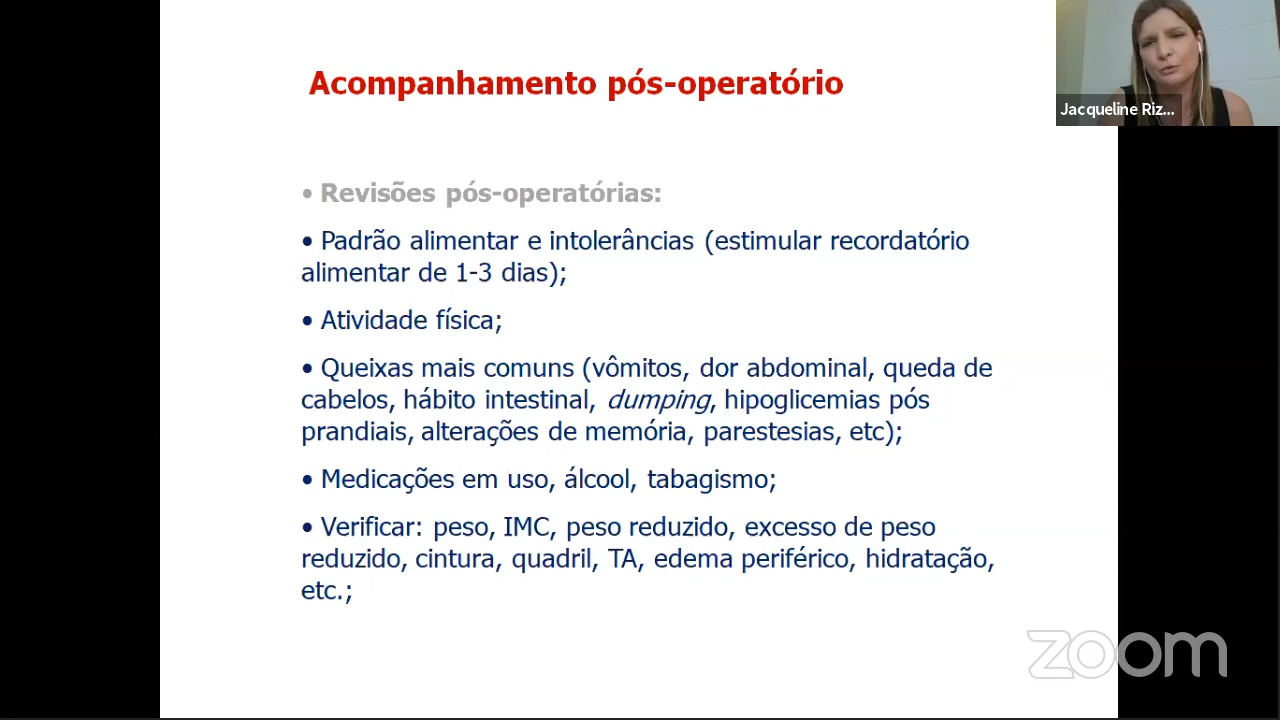 Acompanhamento pós-operatório
Jacqueline Riz...
• Revisões pós-operatórias:
• Padrão alimentar e intolerâncias (estimular recordatório
alimentar de 1-3 dias);
• Atividade física;
• Queixas mais comuns (vômitos, dor abdominal, queda de
cabelos, hábito intestinal, dumping, hipoglicemias pós
prandiais, alterações de memória, parestesias, etc);
• Medicações em uso, álcool, tabagismo;
• Verificar: peso, IMC, peso reduzido, excesso de peso
reduzido, cintura, quadril, TA, edema periférico, hidratação,
etc.;
zoom